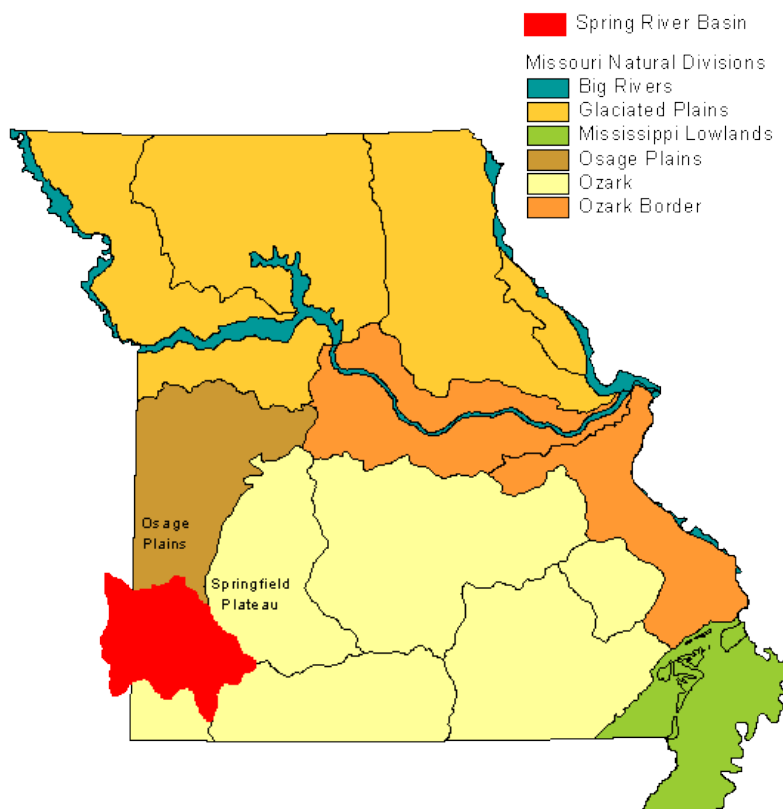 Spring River Basin
Missouri Natural Divisions
Big Rivers
Glaciated Plains
Mississippi Lowlands
Osage Plains
Ozark
Ozark Border
Osage
Plains
Springfield
Plateau